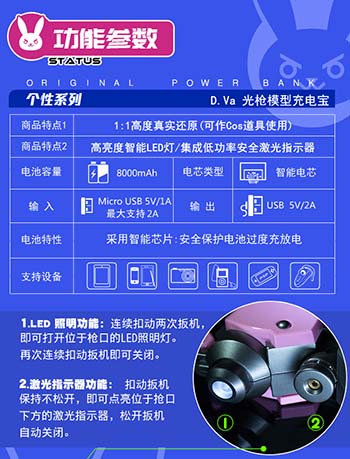 功能参数
STATUS
ORIGINAL POWER BANK
个性系列 D.Va 光枪模型充电宝
商品特点1 1:1高度真实还原(可作Cos道具使用)
商品特点2 高亮度智能LED灯/集成低功率安全激光指示器
电池容量 8000mAh 电芯类型 智能电芯
输 入 Micro USB 5V/1A 最大支持 2A 输 出 USB 5V/2A
电池特性 采用智能芯片:安全保护电池过度充放电
支持设备
1.LED 照明功能: 连续扣动两次扳机,
即可打开位于枪口的LED照明灯。
再次连续扣动扳机即可关闭。
2.激光指示器功能: 扣动扳机
保持不松开,即可点亮位于枪口
下方的激光指示器,松开扳机
自动关闭。
① ②